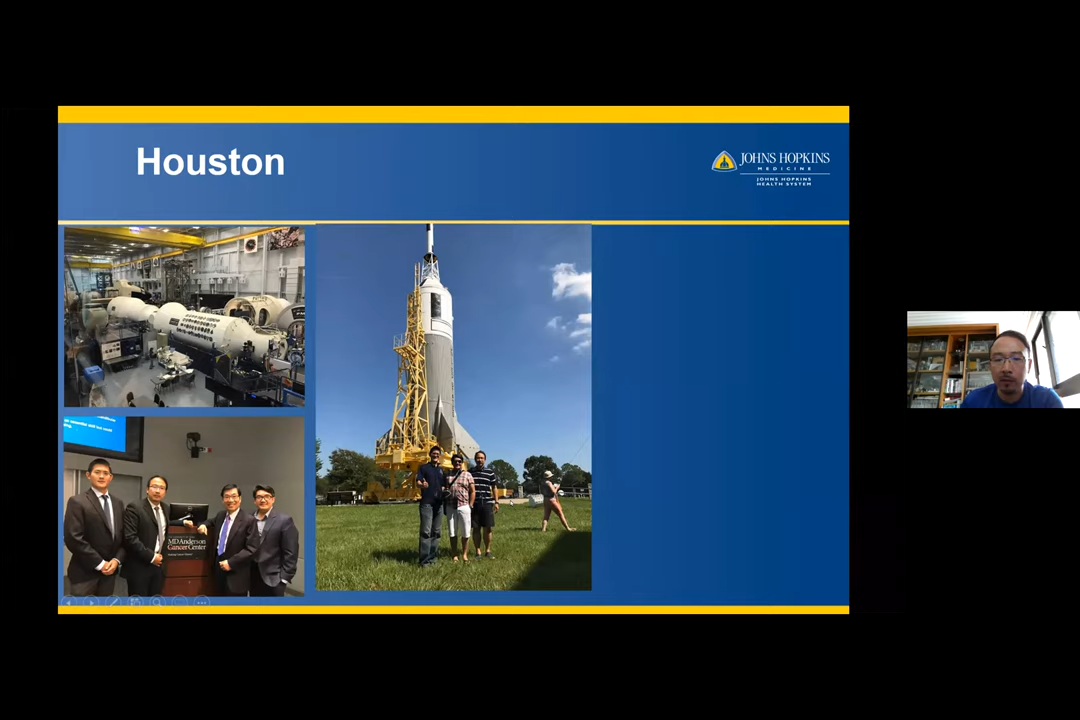 Houston
JOHNS HOPKINS
MEDICINE
JOHNS HOPKINS
HEALTH SYSTEM
MDAnderson
Cancer Center